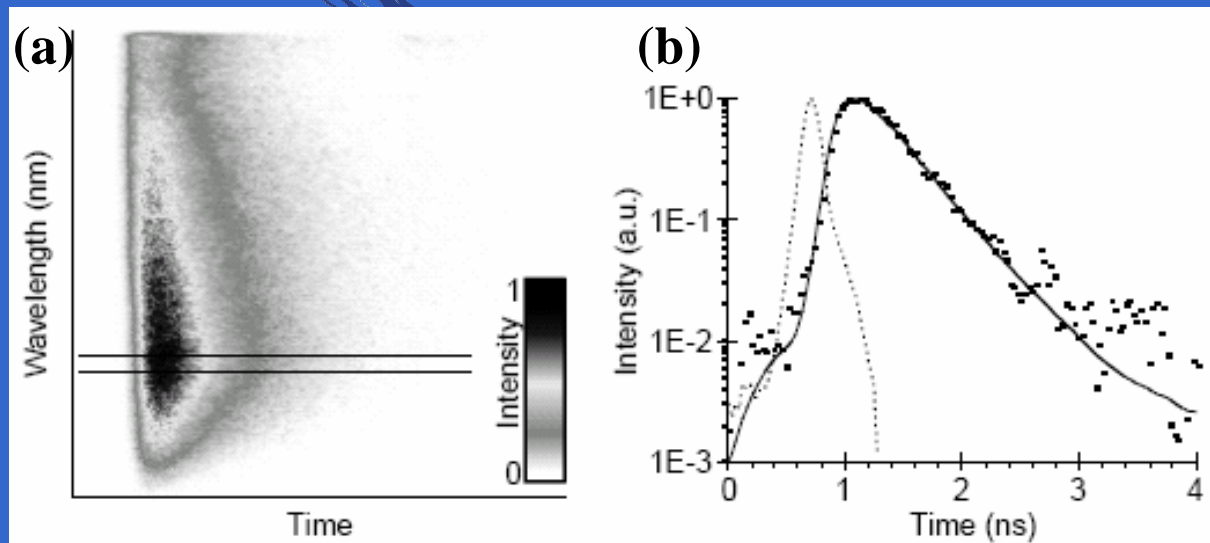 (a)
Wavelength (nm)
Time
Intensity
1
0
(b)
Intensity (a.u.)
1E+0
1E-1
1E-2
1E-3
0 1 2 3 4
Time (ns)